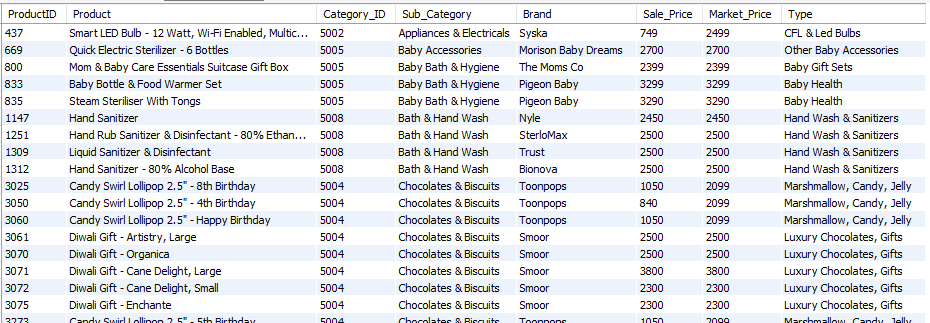 ProductID Product Category_ID Sub_Category Brand Sale_Price Market_Price Type
437 Smart LED Bulb - 12 Watt, Wi-Fi Enabled, Multic... 5002 Appliances & Electricals Syska 749 2499 CFL & Led Bulbs
669 Quick Electric Sterilizer - 6 Bottles 5005 Baby Accessories Morison Baby Dreams 2700 2700 Other Baby Accessories
800 Mom & Baby Care Essentials Suitcase Gift Box 5005 Baby Bath & Hygiene The Moms Co 2399 2399 Baby Gift Sets
833 Baby Bottle & Food Warmer Set 5005 Baby Bath & Hygiene Pigeon Baby 3299 3299 Baby Health
835 Steam Steriliser With Tongs 5005 Baby Bath & Hygiene Pigeon Baby 3290 3290 Baby Health
1147 Hand Sanitizer 5008 Bath & Hand Wash Nyle 2450 2450 Hand Wash & Sanitizers
1251 Hand Rub Sanitizer & Disinfectant - 80% Ethan... 5008 Bath & Hand Wash SterloMax 2500 2500 Hand Wash & Sanitizers
1309 Liquid Sanitizer & Disinfectant 5008 Bath & Hand Wash Trust 2500 2500 Hand Wash & Sanitizers
1312 Hand Sanitizer - 80% Alcohol Base 5008 Bath & Hand Wash Bionova 2500 2500 Hand Wash & Sanitizers
3025 Candy Swirl Lollipop 2.5" - 8th Birthday 5004 Chocolates & Biscuits Toonpops 1050 2099 Marshmallow, Candy, Jelly
3050 Candy Swirl Lollipop 2.5" - 4th Birthday 5004 Chocolates & Biscuits Toonpops 840 2099 Marshmallow, Candy, Jelly
3060 Candy Swirl Lollipop 2.5" - Happy Birthday 5004 Chocolates & Biscuits Toonpops 1050 2099 Marshmallow, Candy, Jelly
3061 Diwali Gift - Artistry, Large 5004 Chocolates & Biscuits Smoor 2500 2500 Luxury Chocolates, Gifts
3070 Diwali Gift - Organica 5004 Chocolates & Biscuits Smoor 2500 2500 Luxury Chocolates, Gifts
3071 Diwali Gift - Cane Delight, Large 5004 Chocolates & Biscuits Smoor 3800 3800 Luxury Chocolates, Gifts
3072 Diwali Gift - Cane Delight, Small 5004 Chocolates & Biscuits Smoor 2300 2300 Luxury Chocolates, Gifts
3075 Diwali Gift - Enchante 5004 Chocolates & Biscuits Smoor 2300 2300 Luxury Chocolates, Gifts
3273 Candy Swirl Lollipop 2.5" - 5th Birthday 5004 Chocolates & Biscuits Toonpops 1050 2099 Marshmallow, Candy, Jelly